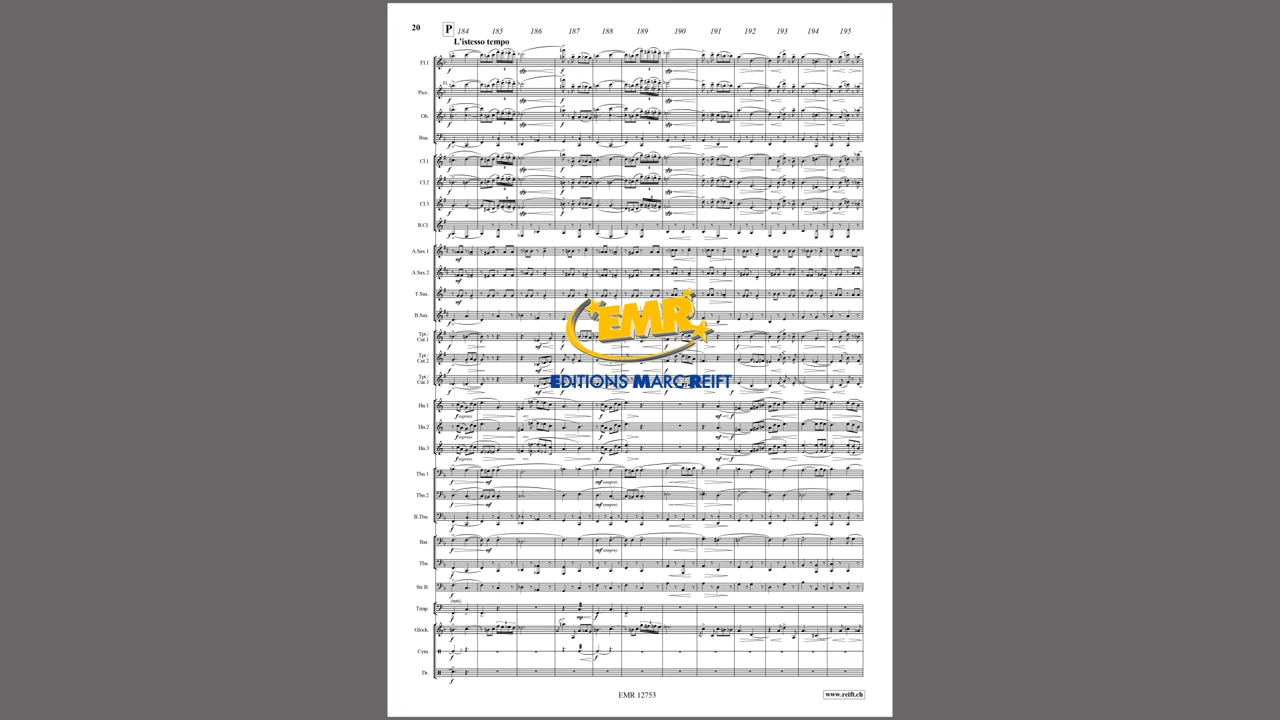 20
P 184 185 186 187 188 189 190 191 192 193 194 195
L'istesso tempo
Fl.1
Picc.
Ob.
Bsn.
Cl.1
Cl.2
Cl.3
B.Cl.
A.Sax.1
A.Sax.2
T.Sax.
B.Sax.
Tpt./
Cnt.1
Tpt./
Cnt.2
Tpt./
Cnt.3
Hn.1
Hn.2
Hn.3
Tbn.1
Tbn.2
B.Tbn.
Bar.
Tba.
Str.B.
Timp.
Glock.
Cym.
Dr.
EMR
EDITIONS MARC REIFT
EMR 12753
www.reift.ch